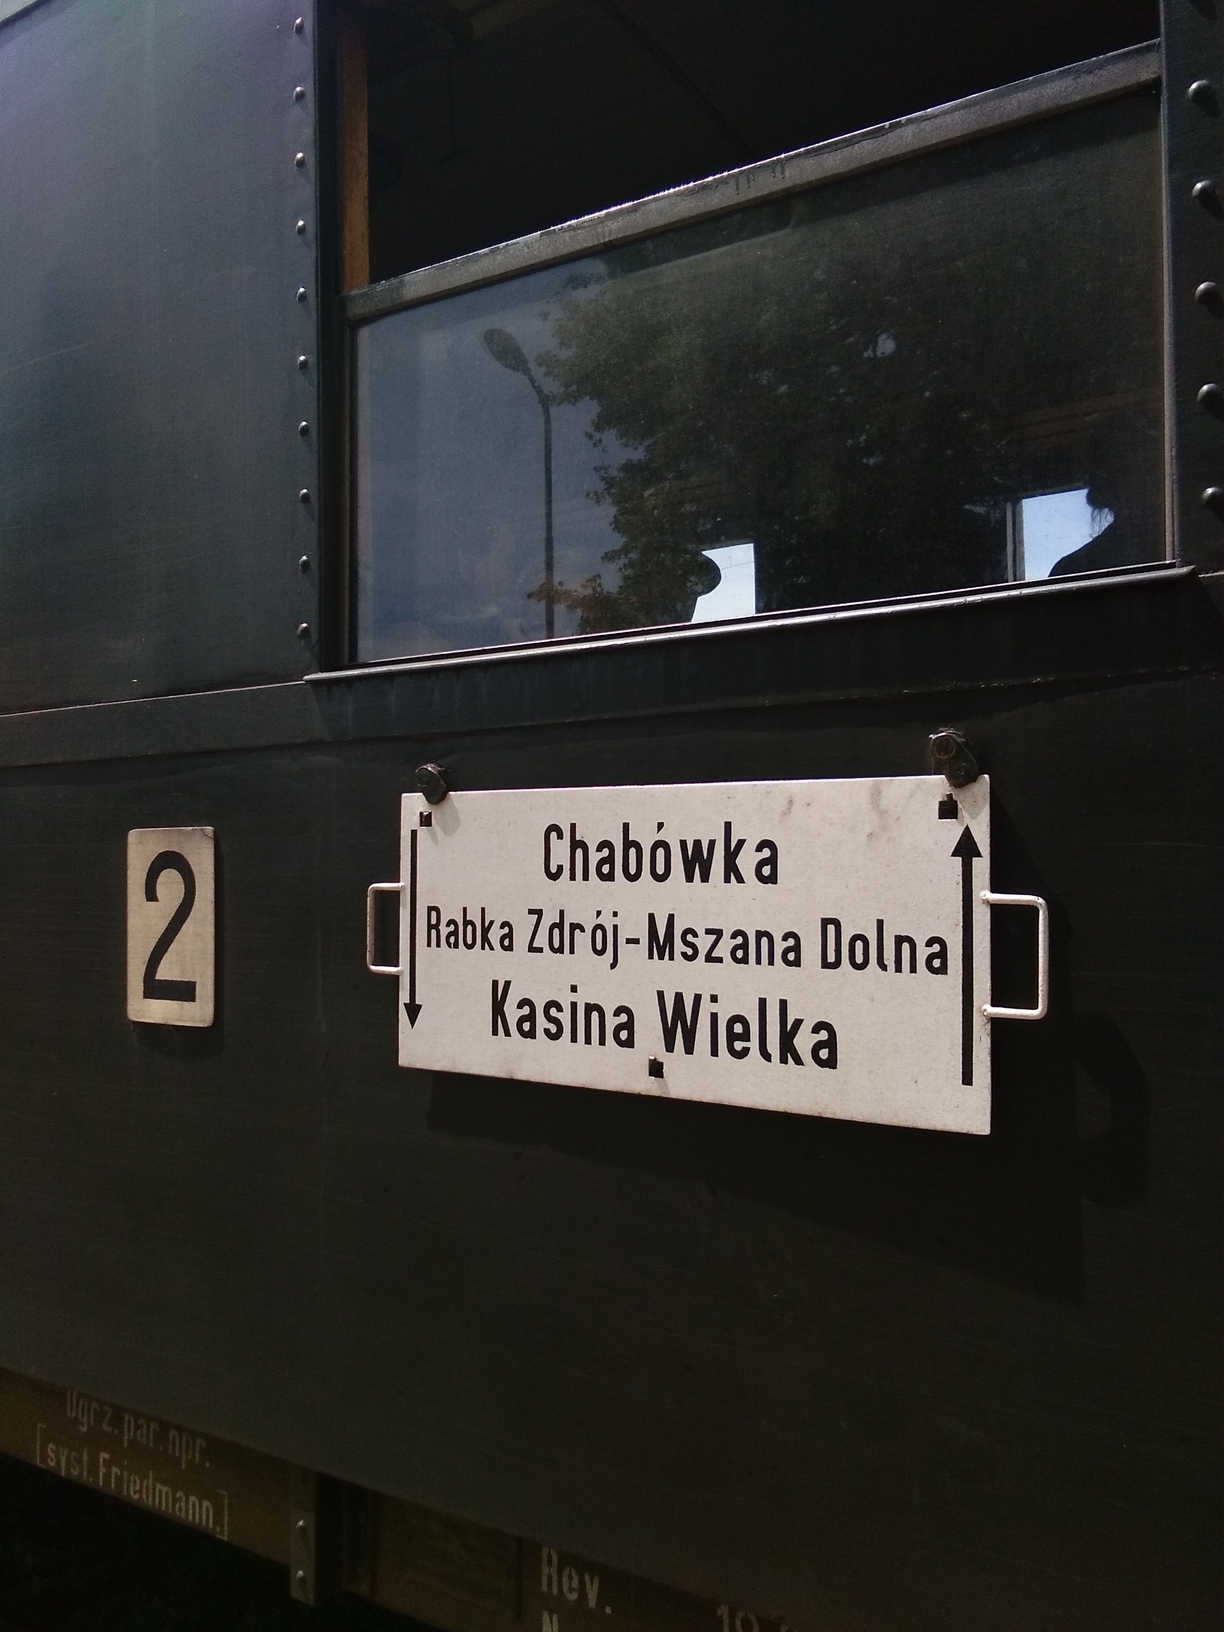 2
Chabówka
Rabka Zdrój-Mszana Dolna
Kasina Wielka
Ogrz. par. npr.
[syst. Friedmann.]
Rev.